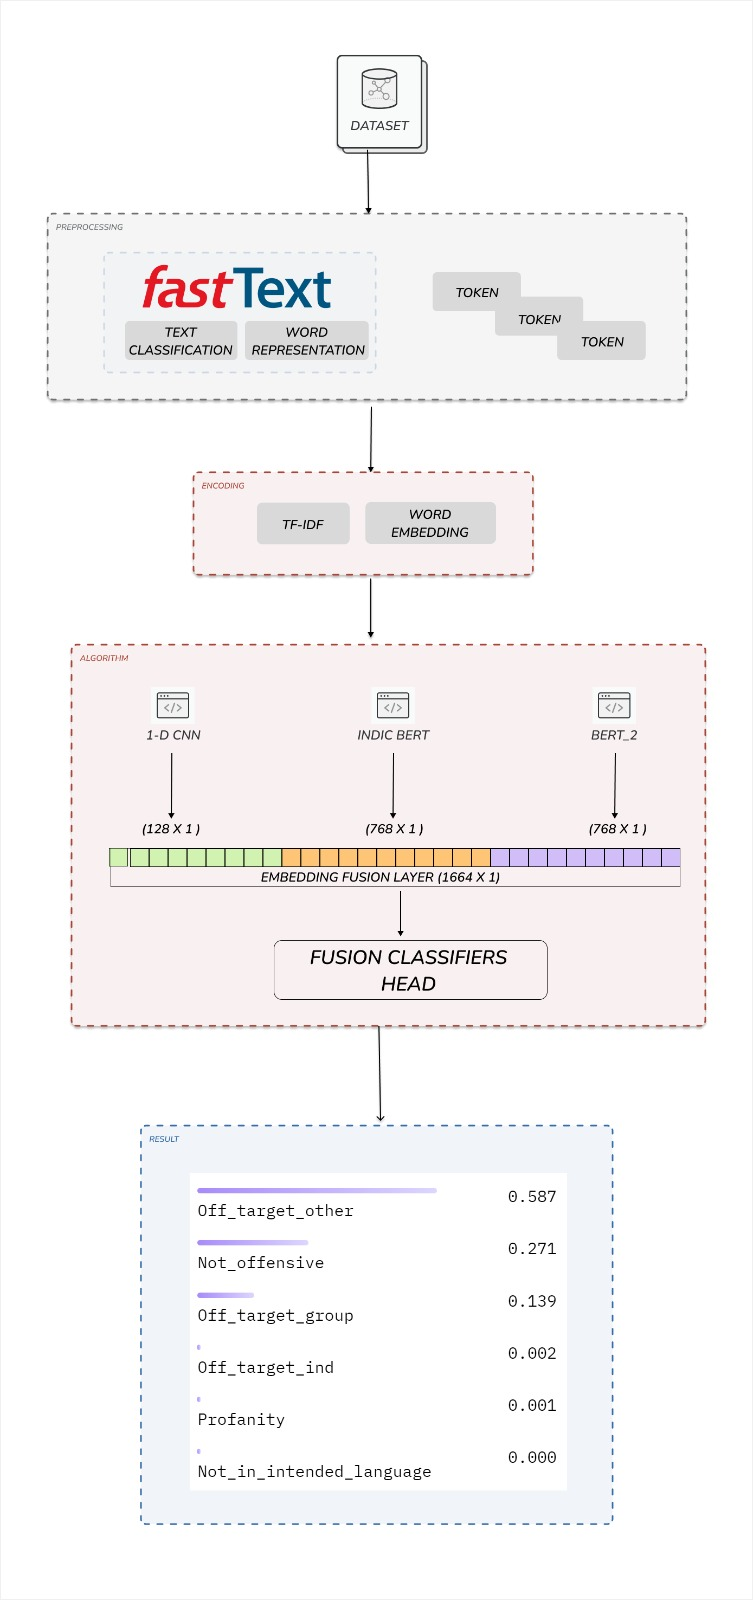 DATASET
PREPROCESSING
fastText
TEXT
CLASSIFICATION
WORD
REPRESENTATION
TOKEN
TOKEN
TOKEN
ENCODING
TF-IDF
WORD
EMBEDDING
ALGORITHM
1-D CNN
INDIC BERT
BERT_2
(128 X 1 )
(768 X 1 )
(768 X 1 )
EMBEDDING FUSION LAYER (1664 X 1)
FUSION CLASSIFIERS
HEAD
RESULT
Off_target_other 0.587
Not_offensive 0.271
Off_target_group 0.139
Off_target_ind 0.002
Profanity 0.001
Not_in_intended_language 0.000